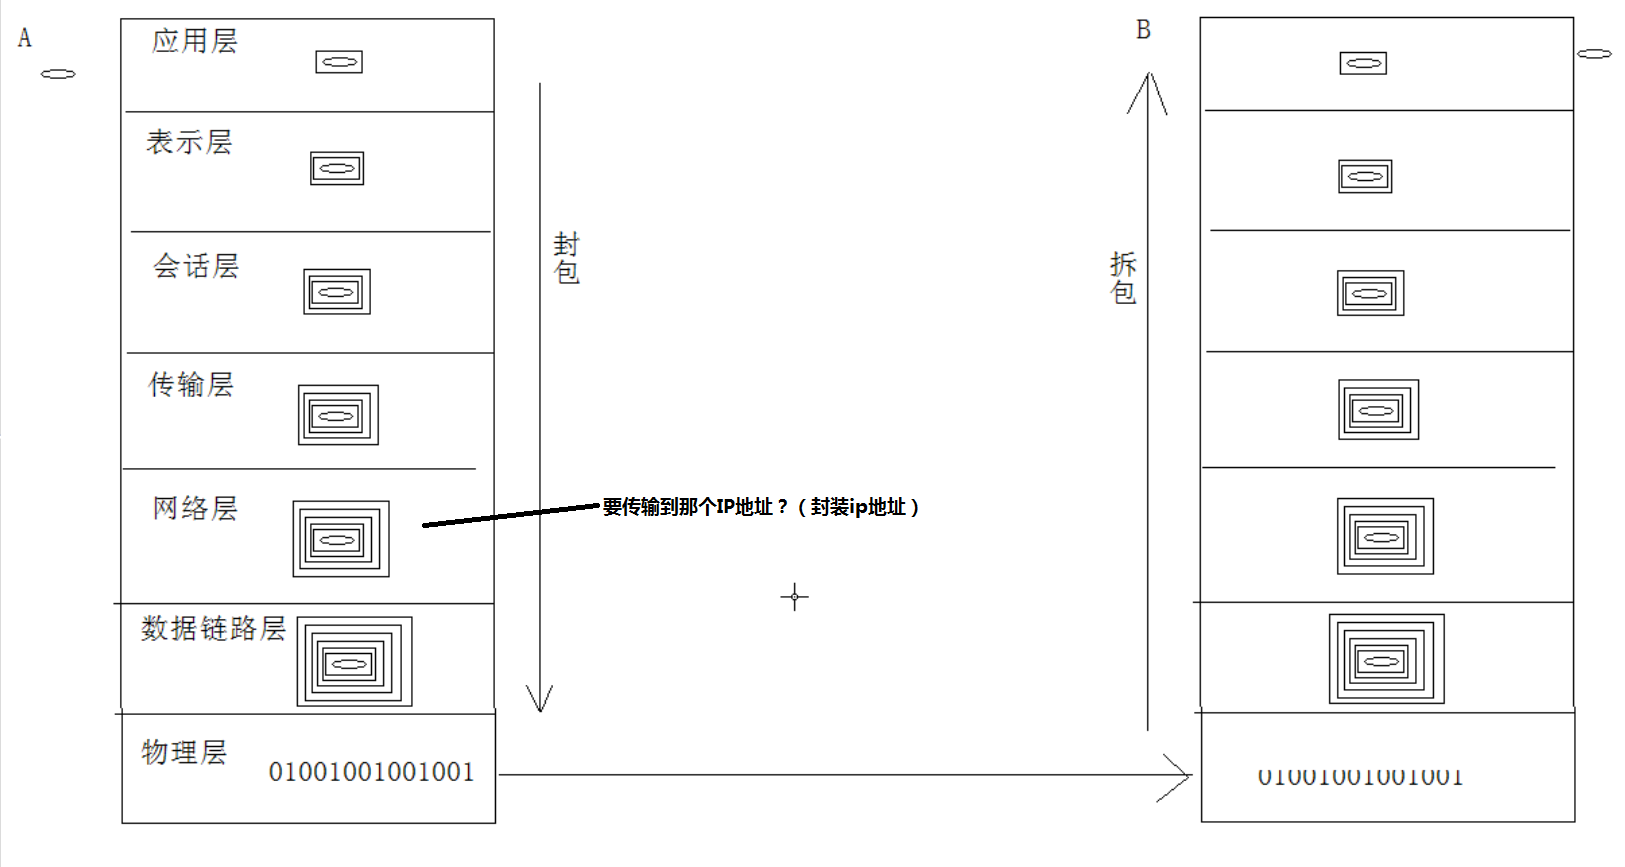 A
应用层
表示层
会话层
传输层
网络层
数据链路层
物理层
01001001001001
封包
要传输到那个IP地址？（封装ip地址）
B
拆包
01001001001001